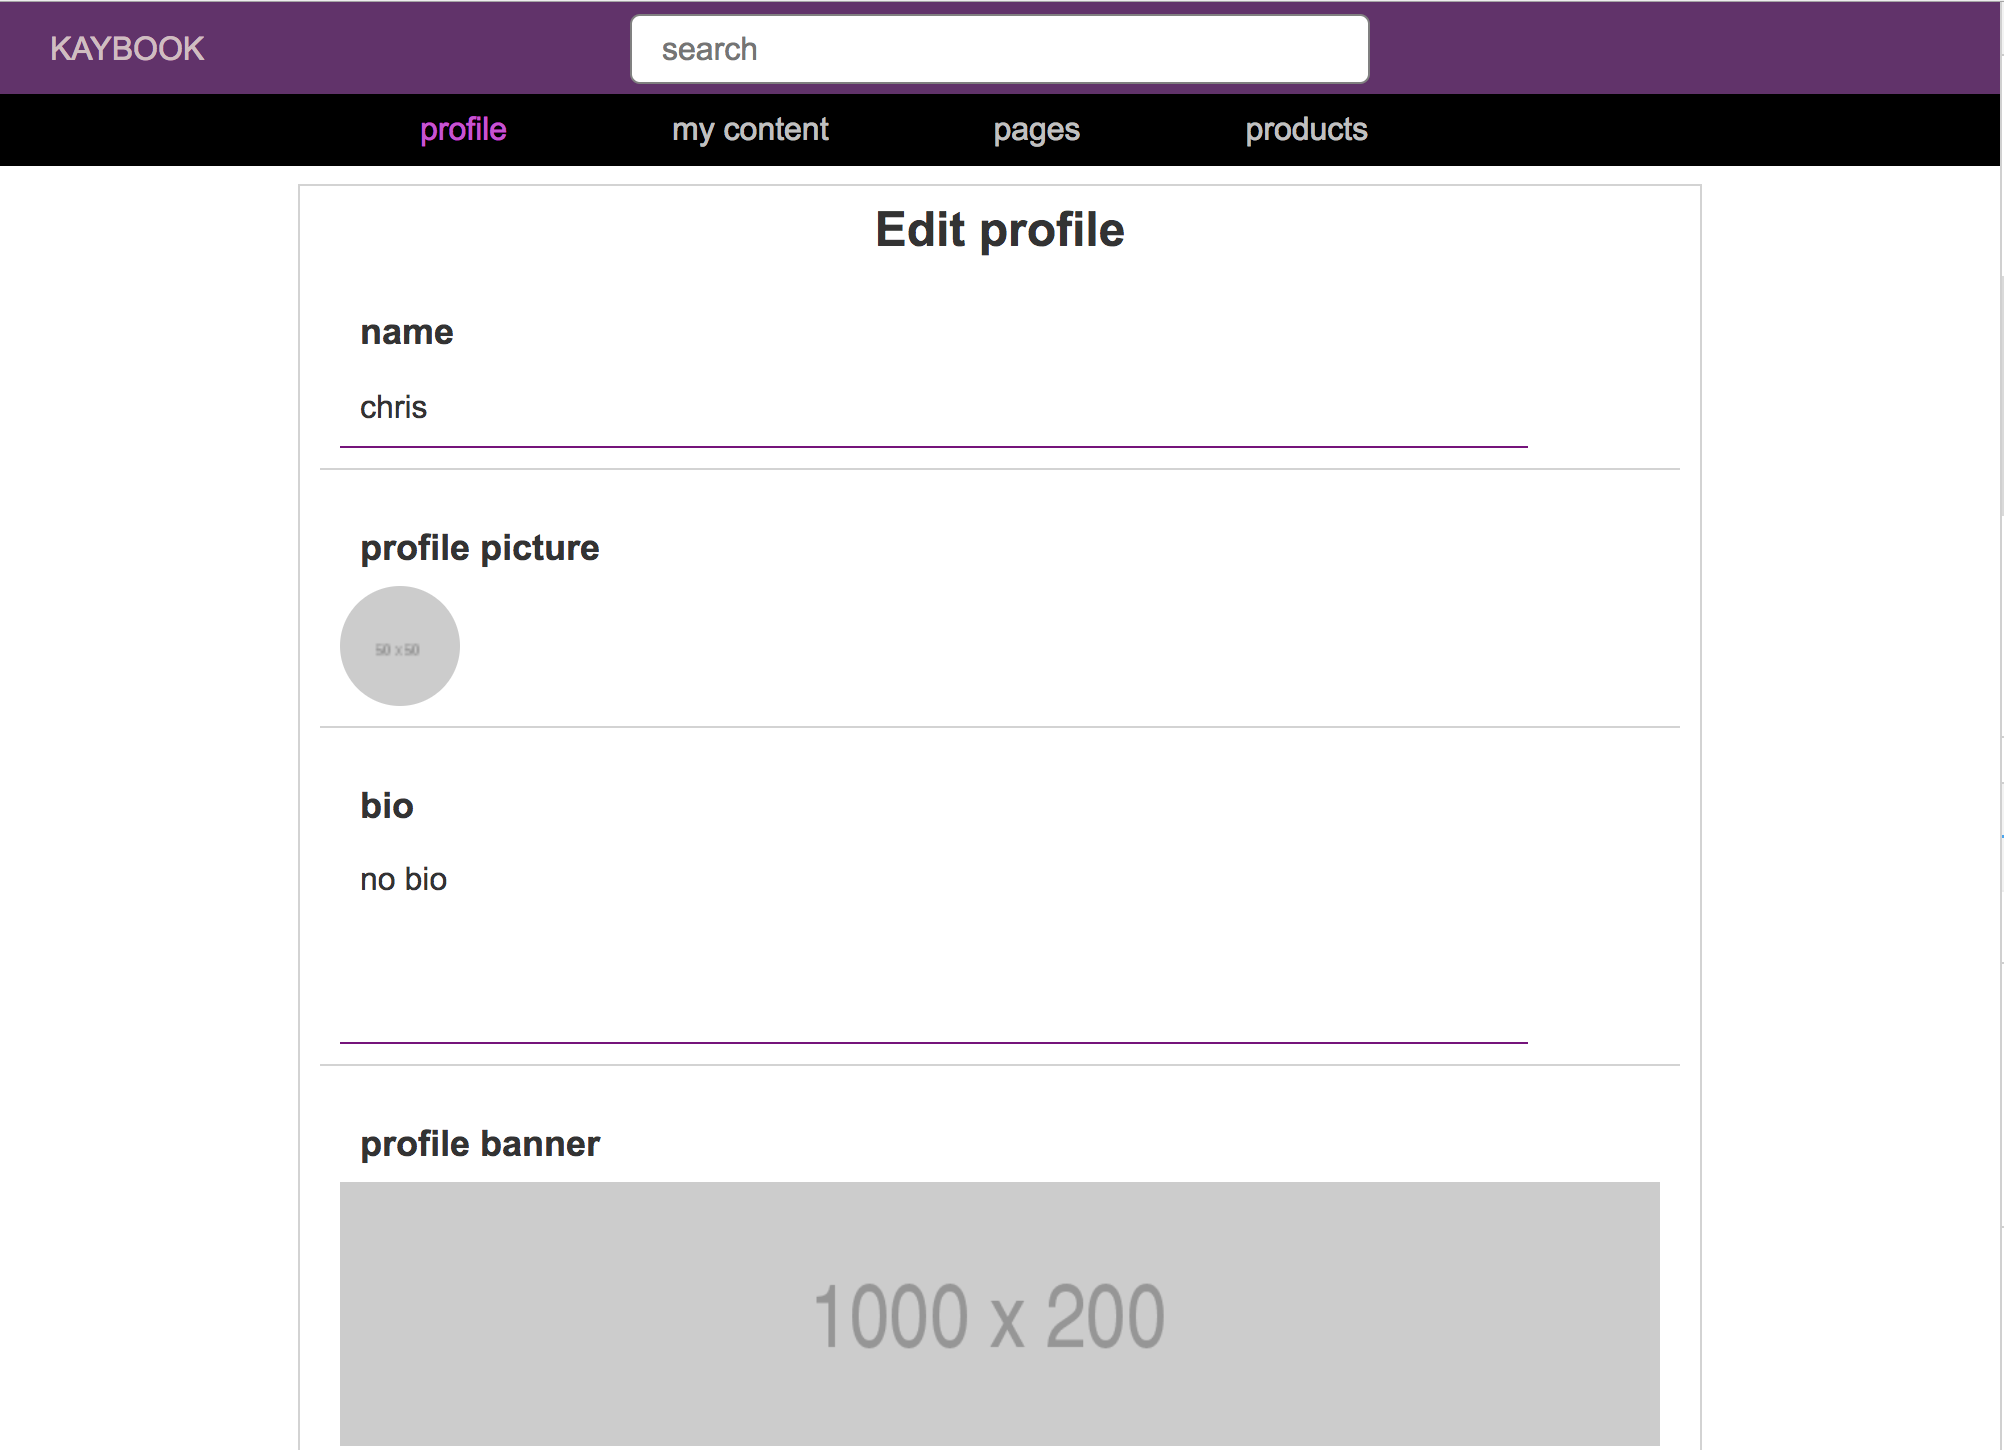 KAYBOOK
search
profile my content pages products
Edit profile
name
chris
profile picture
50 x 50
bio
no bio
profile banner
1000 x 200